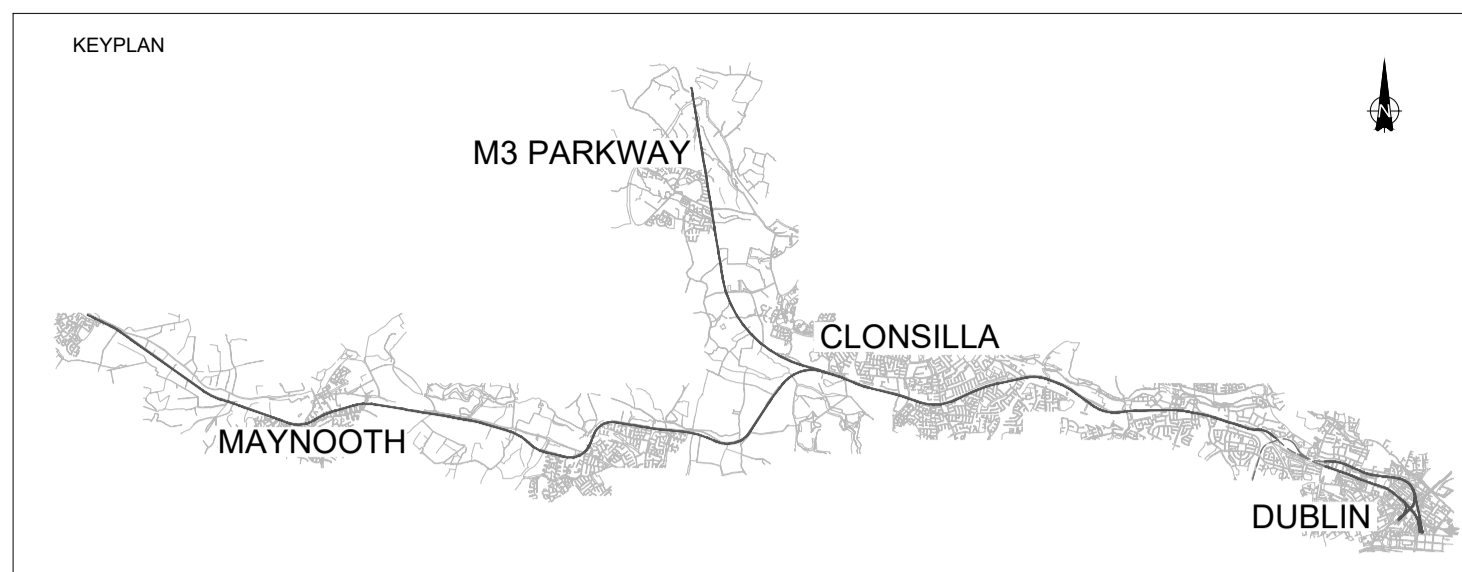 KEYPLAN
N
M3 PARKWAY
CLONSILLA
MAYNOOTH
DUBLIN